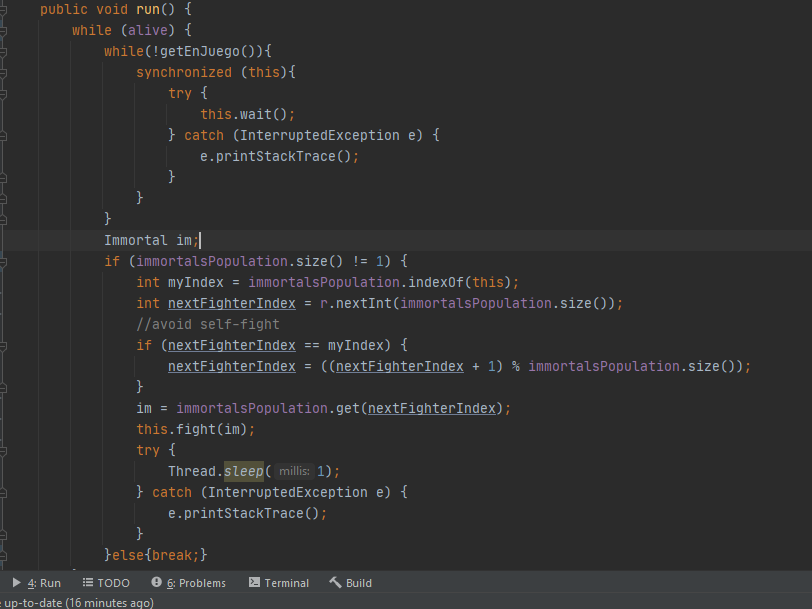 public void run() {
while (alive) {
while(!getEnJuego()){
synchronized (this){
try {
this.wait();
} catch (InterruptedException e) {
e.printStackTrace();
}
}
}
Immortal im;
if (immortalsPopulation.size() != 1) {
int myIndex = immortalsPopulation.indexOf(this);
int nextFighterIndex = r.nextInt(immortalsPopulation.size());
//avoid self-fight
if (nextFighterIndex == myIndex) {
nextFighterIndex = ((nextFighterIndex + 1) % immortalsPopulation.size());
}
im = immortalsPopulation.get(nextFighterIndex);
this.fight(im);
try {
Thread.sleep( millis: 1);
} catch (InterruptedException e) {
e.printStackTrace();
}
}else{break;}
4: Run TODO 6: Problems Terminal Build
up-to-date (16 minutes ago)